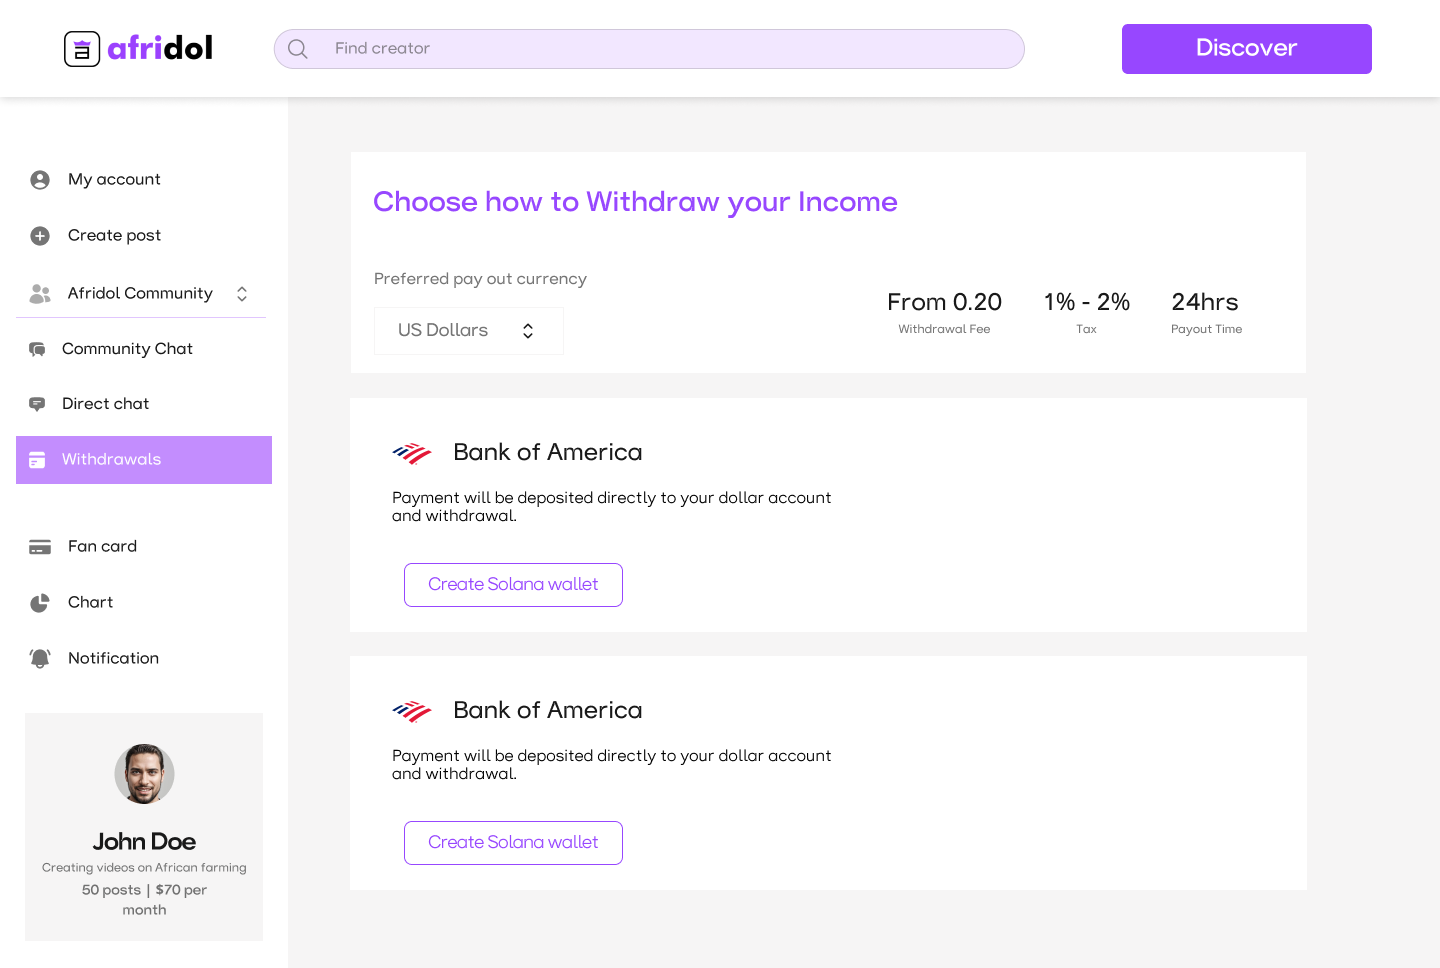 afridol
Find creator
Discover
My account
Create post
Afridol Community
Community Chat
Direct chat
Withdrawals
Fan card
Chart
Notification
John Doe
Creating videos on African farming
50 posts | $70 per
month
Choose how to Withdraw your Income
Preferred pay out currency
US Dollars
From 0.20
Withdrawal Fee
1% - 2%
Tax
24hrs
Payout Time
Bank of America
Payment will be deposited directly to your dollar account
and withdrawal.
Create Solana wallet
Bank of America
Payment will be deposited directly to your dollar account
and withdrawal.
Create Solana wallet